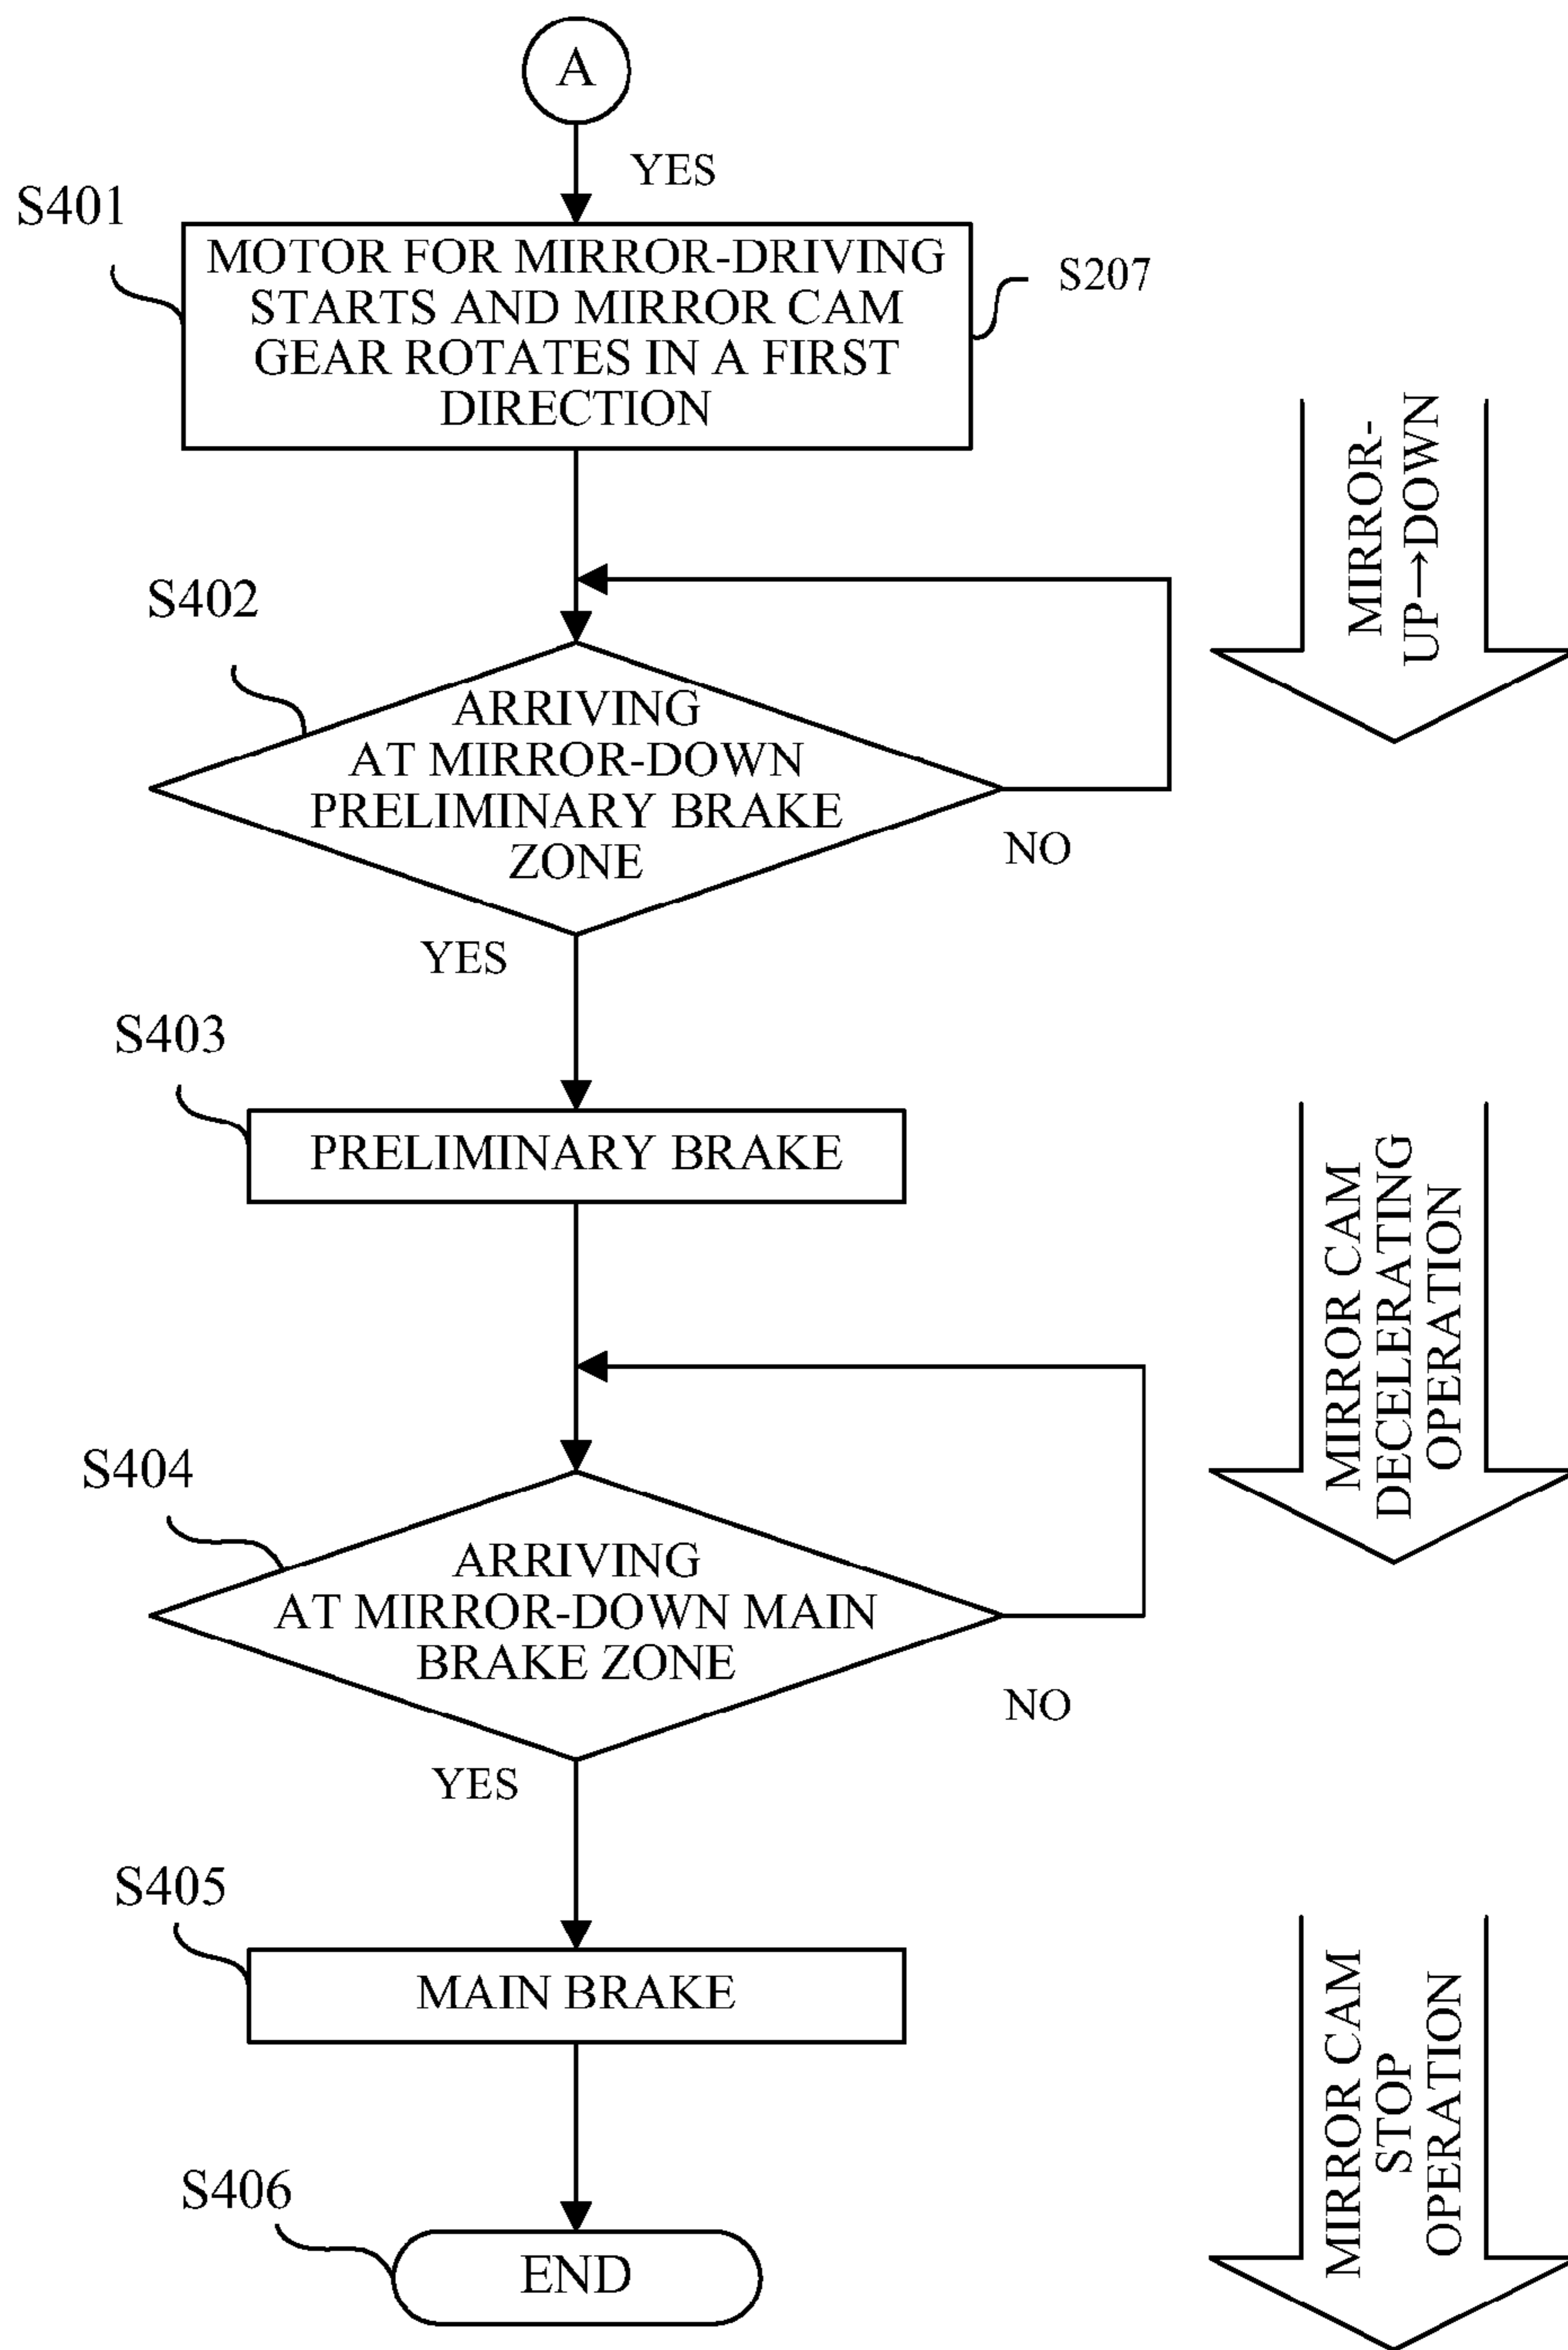 A
YES
S401
MOTOR FOR MIRROR-DRIVING
STARTS AND MIRROR CAM
GEAR ROTATES IN A FIRST
DIRECTION
S207
MIRROR-
UP→DOWN
S402
ARRIVING
AT MIRROR-DOWN
PRELIMINARY BRAKE
ZONE
NO
YES
S403
PRELIMINARY BRAKE
MIRROR CAM
DECELERATING
OPERATION
S404
ARRIVING
AT MIRROR-DOWN MAIN
BRAKE ZONE
NO
YES
S405
MAIN BRAKE
MIRROR CAM
STOP
OPERATION
S406
END